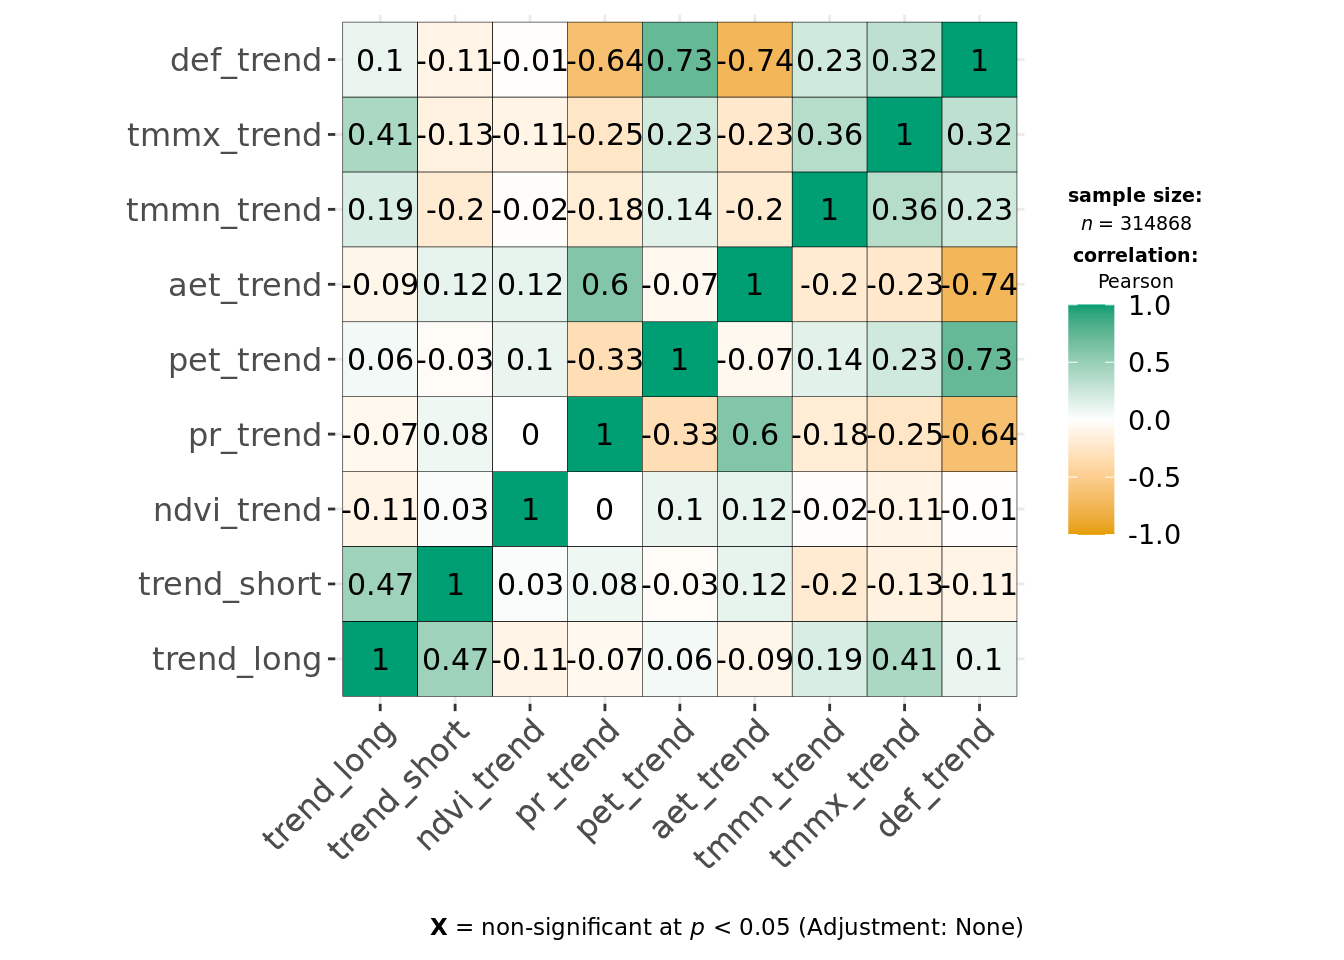 def_trend 0.1 -0.11 -0.01 -0.64 0.73 -0.74 0.23 0.32 1
tmmx_trend 0.41 -0.13 -0.11 -0.25 0.23 -0.23 0.36 1 0.32
tmmn_trend 0.19 -0.2 -0.02 -0.18 0.14 -0.2 1 0.36 0.23
aet_trend -0.09 0.12 0.12 0.6 -0.07 1 -0.2 -0.23 -0.74
pet_trend 0.06 -0.03 0.1 -0.33 1 -0.07 0.14 0.23 0.73
pr_trend -0.07 0.08 0 1 -0.33 0.6 -0.18 -0.25 -0.64
ndvi_trend -0.11 0.03 1 0 0.1 0.12 -0.02 -0.11 -0.01
trend_short 0.47 1 0.03 0.08 -0.03 0.12 -0.2 -0.13 -0.11
trend_long 1 0.47 -0.11 -0.07 0.06 -0.09 0.19 0.41 0.1
trend_long trend_short ndvi_trend pr_trend pet_trend aet_trend tmmn_trend tmmx_trend def_trend
sample size:
n = 314868
correlation:
Pearson
1.0
0.5
0.0
-0.5
-1.0
X = non-significant at p < 0.05 (Adjustment: None)